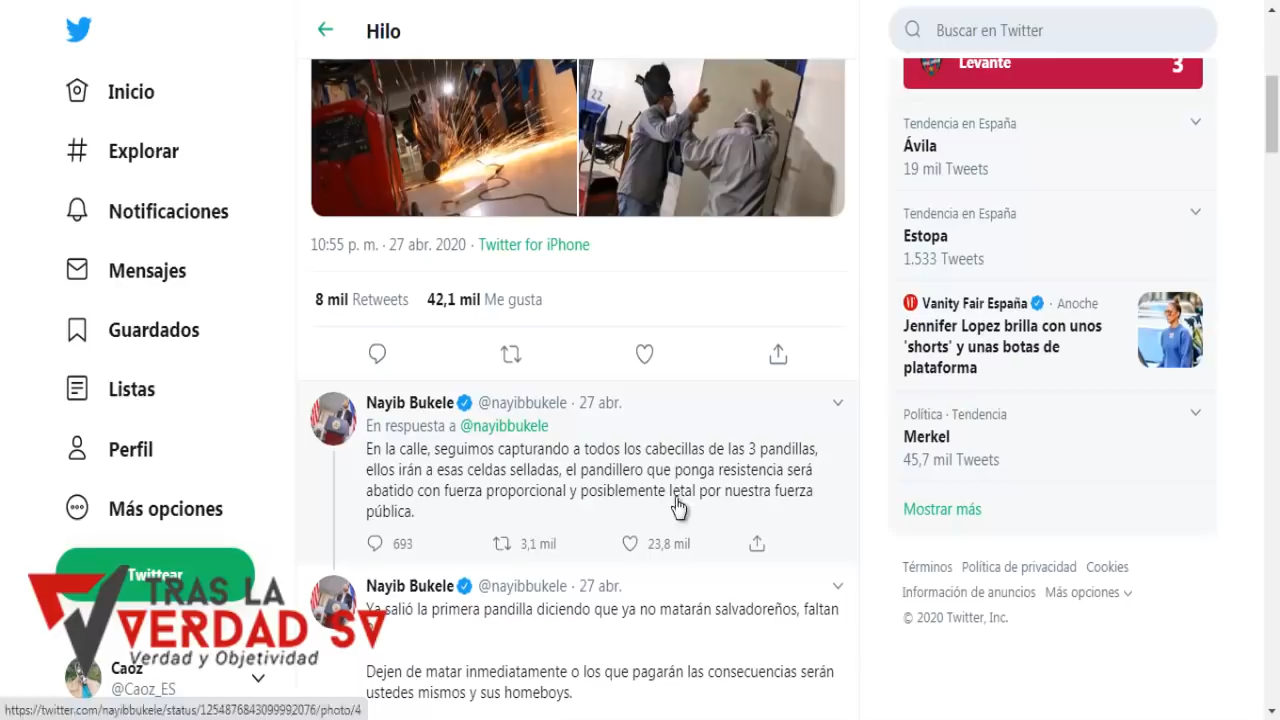 Hilo
Buscar en Twitter
Inicio
Explorar
Notificaciones
Mensajes
Guardados
Listas
Perfil
Más opciones
Twittear
Caoz
@Caoz_ES
TRAS LA
VERDAD SV
Verdad y Objetividad
22
10:55 p. m. · 27 abr. 2020 · Twitter for iPhone
8 mil Retweets 42,1 mil Me gusta
Nayib Bukele @nayibbukele · 27 abr.
En respuesta a @nayibbukele
En la calle, seguimos capturando a todos los cabecillas de las 3 pandillas,
ellos irán a esas celdas selladas, el pandillero que ponga resistencia será
abatido con fuerza proporcional y posiblemente letal por nuestra fuerza
pública.
693 3,1 mil 23,8 mil
Nayib Bukele @nayibbukele · 27 abr.
Ya salió la primera pandilla diciendo que ya no matarán salvadoreños, faltan
Dejen de matar inmediatamente o los que pagarán las consecuencias serán
ustedes mismos y sus homeboys.
Levante 3
Tendencia en España
Ávila
19 mil Tweets
Tendencia en España
Estopa
1.533 Tweets
Vanity Fair España · Anoche
Jennifer Lopez brilla con unos
'shorts' y unas botas de
plataforma
Política · Tendencia
Merkel
45,7 mil Tweets
Mostrar más
Términos Política de privacidad Cookies
Información de anuncios Más opciones
© 2020 Twitter, Inc.
https://twitter.com/nayibbukele/status/1254876843099992076/photo/4